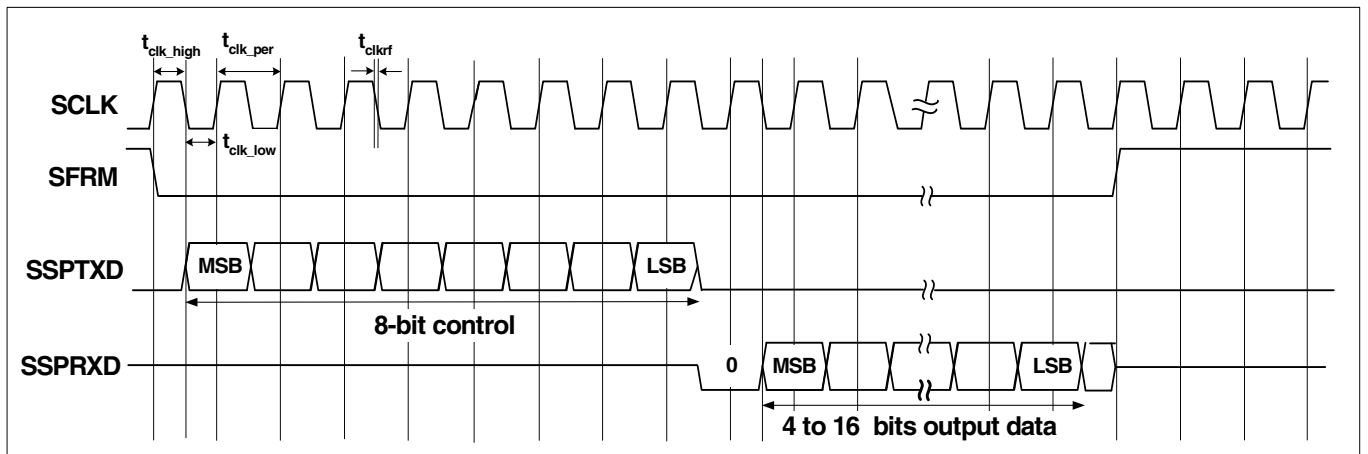 t_clk_high t_clk_per t_clkrf
SCLK
t_clk_low
SFRM
SSPTXD MSB LSB
8-bit control
SSPRXD 0 MSB LSB
4 to 16 bits output data